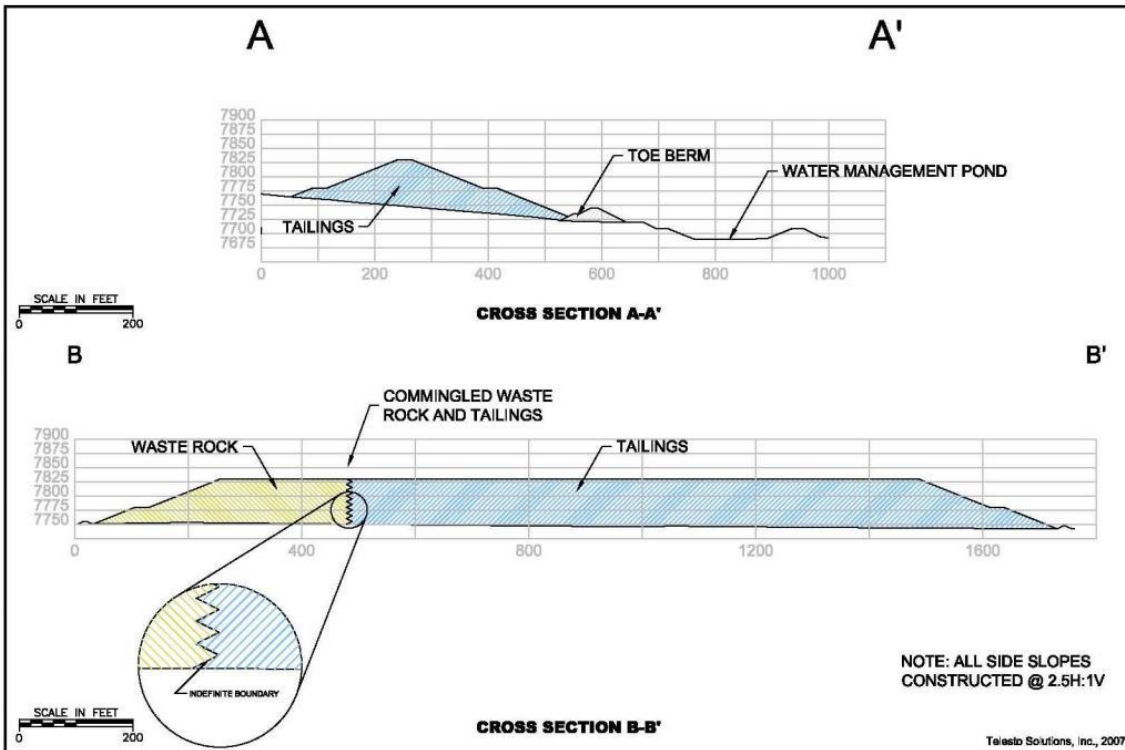 A
A'
7900
7875
7850
7825
7800
7775
7750
7725
7700
7675
TOE BERM
WATER MANAGEMENT POND
TAILINGS
0 200 400 600 800 1000
SCALE IN FEET
0 200
CROSS SECTION A-A'
B
B'
COMMINGLED WASTE
ROCK AND TAILINGS
WASTE ROCK
TAILINGS
7900
7875
7850
7825
7800
7775
7750
0 400 800 1200 1600
INDEFINITE BOUNDARY
NOTE: ALL SIDE SLOPES
CONSTRUCTED @ 2.5H:1V
SCALE IN FEET
0 200
CROSS SECTION B-B'
Telesto Solutions, Inc., 2007